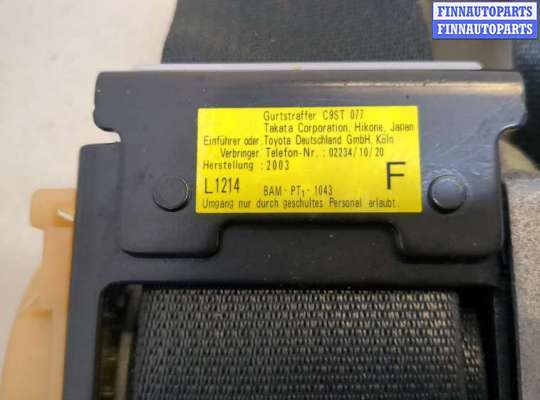 FINNAUTOPARTS
FINNAUTOPARTS
Gurtstraffer C9ST 077
Takata Corporation, Hikone, Japan
Einführer oder Toyota Deutschland GmbH, Köln
Verbringer Telefon-Nr. : 02234/10/20
Herstellung : 2003
L1214 BAM - PT₁ - 1043 F
Umgang nur durch geschultes Personal erlaubt.